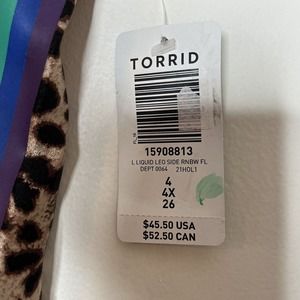 TORRID
15908813
L LIQUID LEO SIDE RNBW FL
DEPT 0064 21HOL1
4
4X
26
$45.50 USA
$52.50 CAN